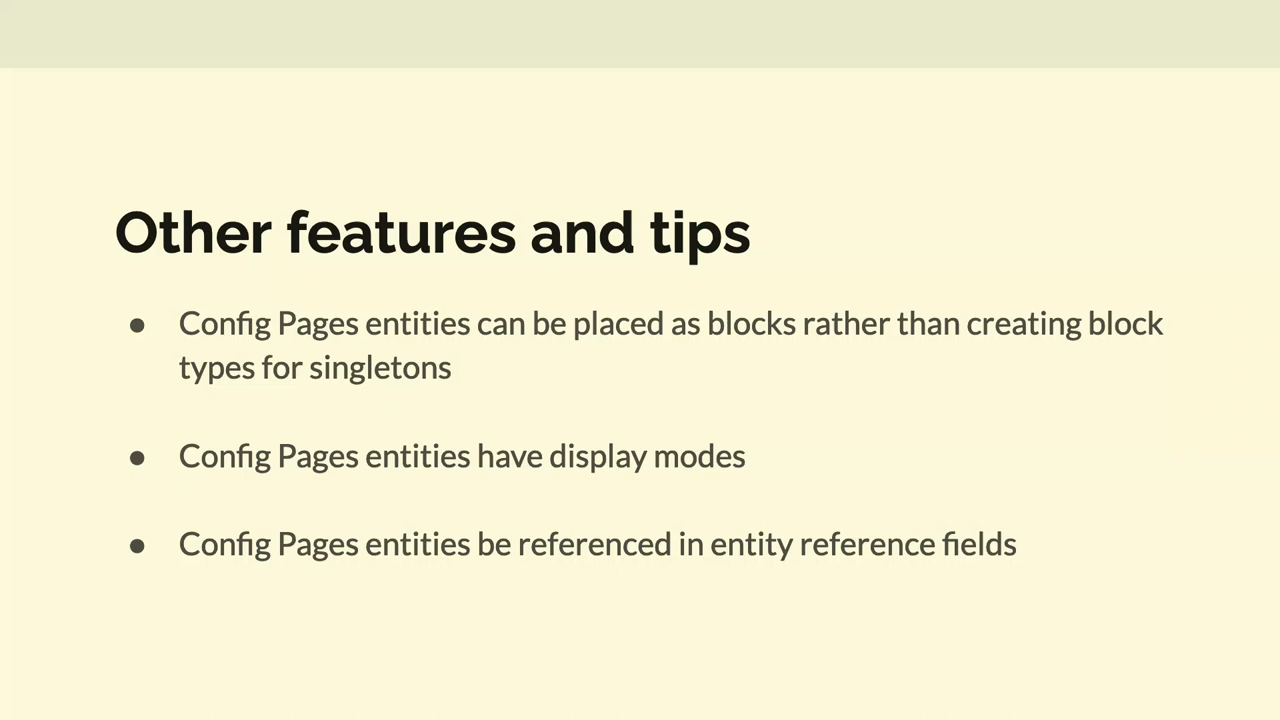 Other features and tips
● Config Pages entities can be placed as blocks rather than creating block
types for singletons
● Config Pages entities have display modes
● Config Pages entities be referenced in entity reference fields